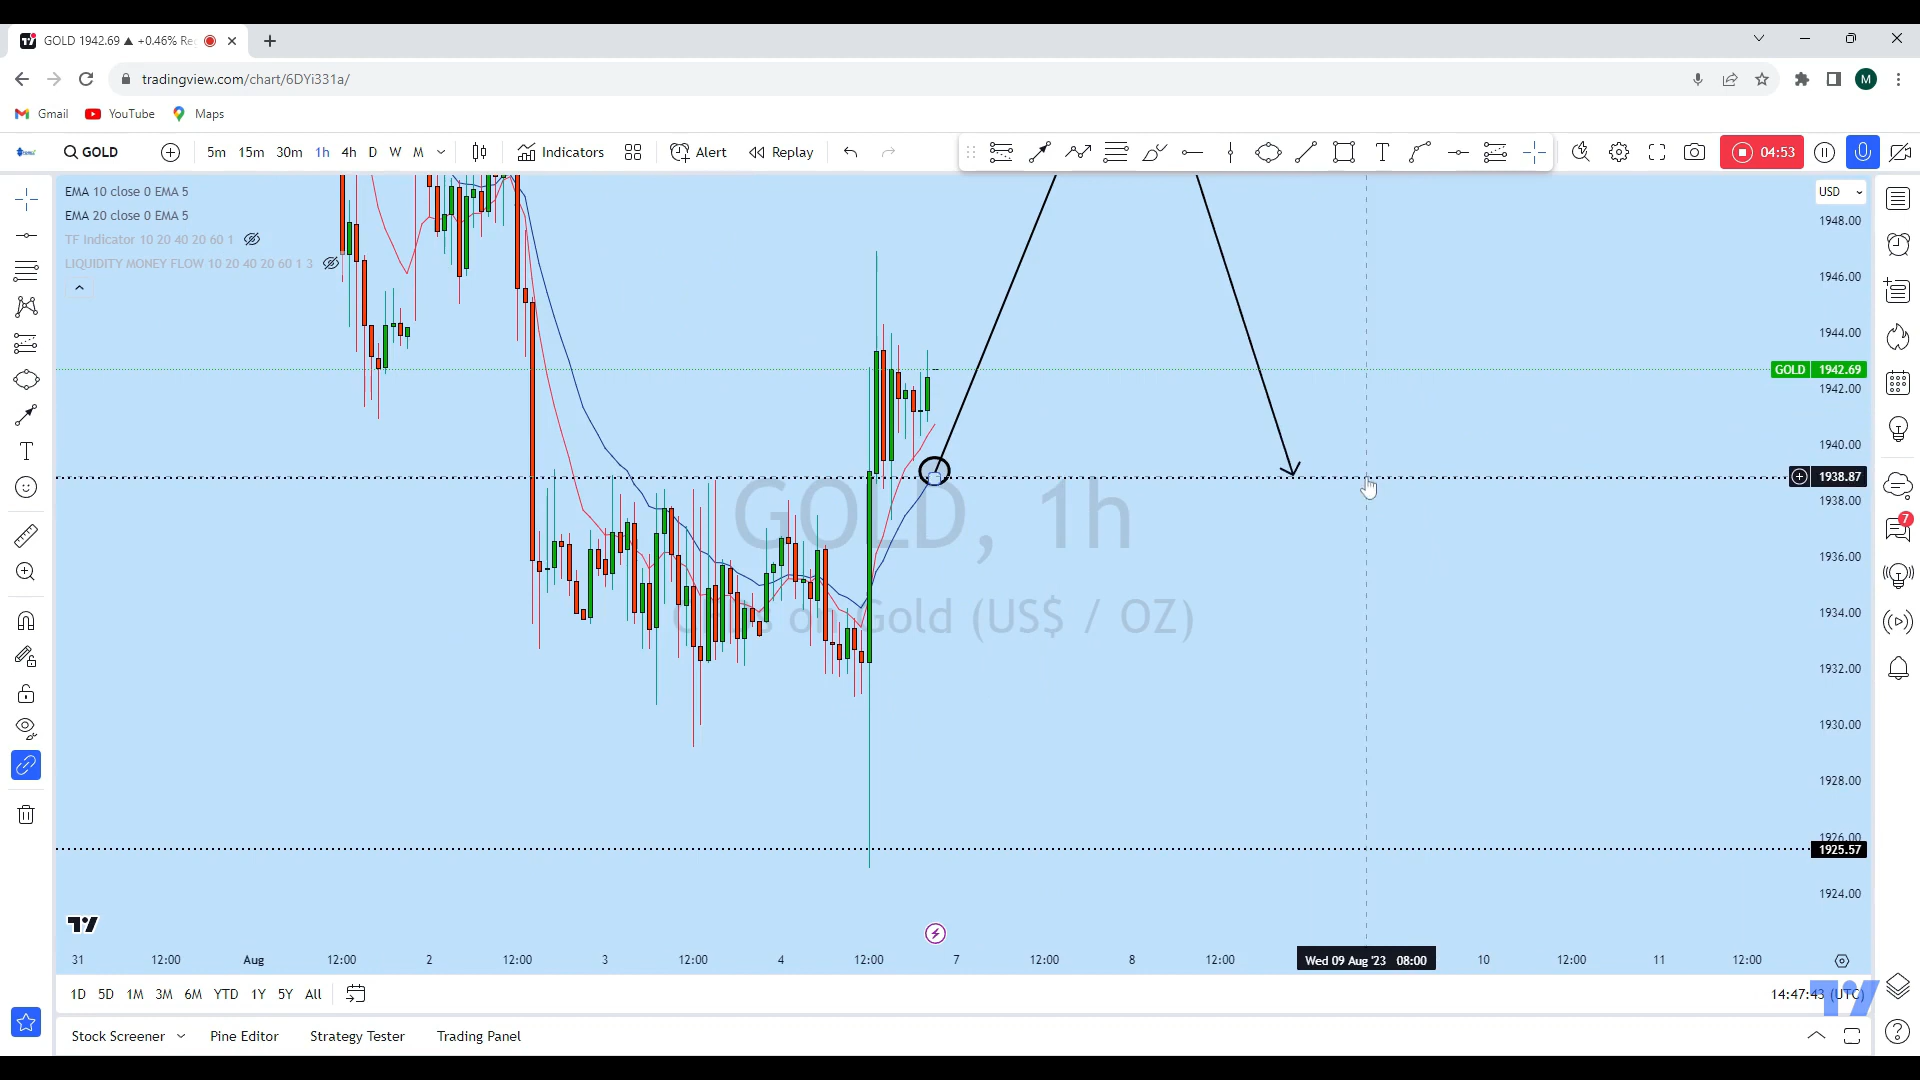 GOLD 1942.69 ▲ +0.46% Re
tradingview.com/chart/6DYi331a/
Gmail YouTube Maps
GOLD 5m 15m 30m 1h 4h D W M Indicators Alert Replay 04:53
EMA 10 close 0 EMA 5
EMA 20 close 0 EMA 5
TF Indicator 10 20 40 20 60 1
LIQUIDITY MONEY FLOW 10 20 40 20 60 1 3
USD
1948.00
1946.00
1944.00
GOLD 1942.69
1942.00
1940.00
1938.87
1938.00
1936.00
1934.00
1932.00
1930.00
1928.00
1926.00
1925.57
1924.00
GOLD, 1h
on Gold (US$ / OZ)
7
M
31 12:00 Aug 12:00 2 12:00 3 12:00 4 12:00 7 12:00 8 12:00 Wed 09 Aug '23 08:00 10 12:00 11 12:00
1D 5D 1M 3M 6M YTD 1Y 5Y All
14:47:43 (UTC)
Stock Screener Pine Editor Strategy Tester Trading Panel